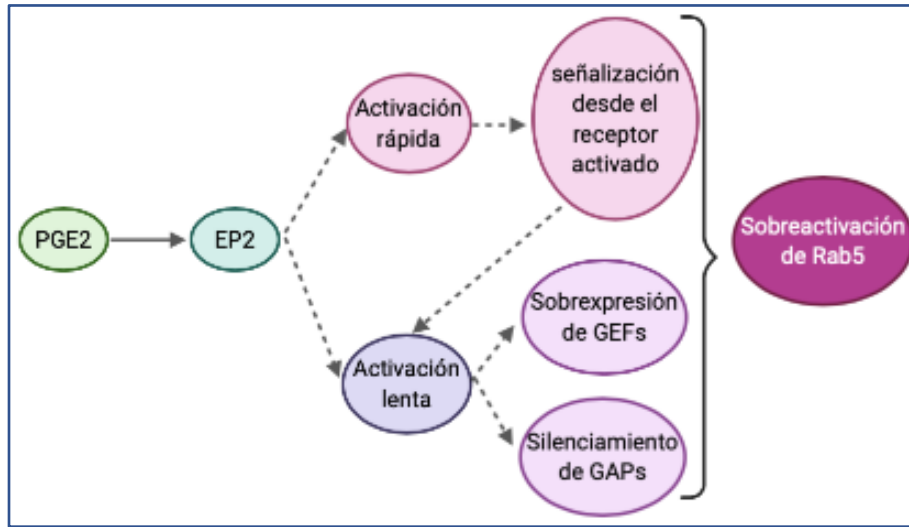 PGE2
EP2
Activación
rápida
señalización
desde el
receptor
activado
Activación
lenta
Sobrexpresión
de GEFs
Silenciamiento
de GAPs
Sobreactivación
de Rab5